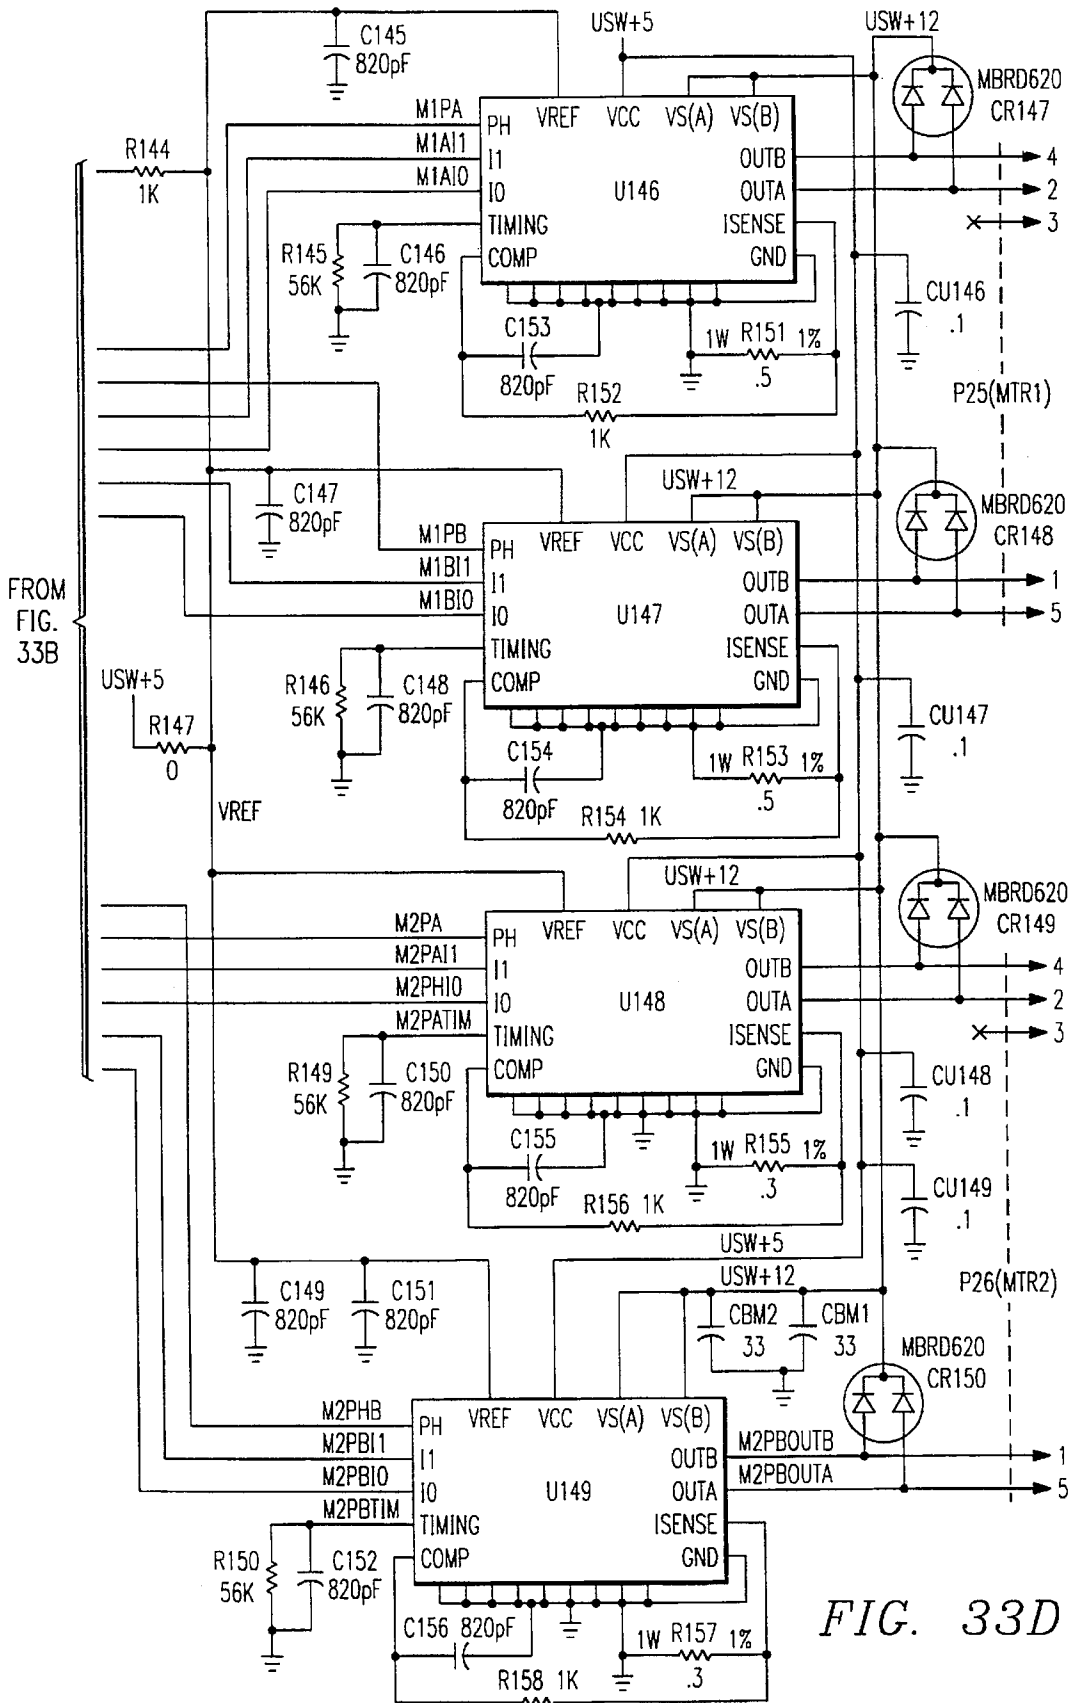 USW+5
USW+12
C145
820pF
MBRD620
CR147
M1PA
PH
VREF
VCC
VS(A)
VS(B)
R144
1K
M1AI1
I1
OUTB
4
M1AI0
I0
U146
OUTA
2
TIMING
ISENSE
3
R145
56K
C146
820pF
COMP
GND
CU146
.1
C153
820pF
1W
R151
1%
.5
R152
1K
P25(MTR1)
C147
820pF
USW+12
MBRD620
CR148
M1PB
PH
VREF
VCC
VS(A)
VS(B)
M1BI1
I1
OUTB
1
M1BI0
I0
U147
OUTA
5
FROM
FIG.
33B
TIMING
ISENSE
USW+5
R146
56K
C148
820pF
COMP
GND
R147
0
CU147
.1
C154
820pF
1W
R153
1%
.5
VREF
R154 1K
USW+12
MBRD620
CR149
M2PA
PH
VREF
VCC
VS(A)
VS(B)
M2PAI1
I1
OUTB
4
M2PHI0
I0
U148
OUTA
2
M2PATIM
TIMING
ISENSE
3
R149
56K
C150
820pF
COMP
GND
CU148
.1
C155
820pF
1W
R155
1%
.3
R156 1K
CU149
.1
USW+5
USW+12
P26(MTR2)
C149
820pF
C151
820pF
CBM2
33
CBM1
33
MBRD620
CR150
M2PHB
PH
VREF
VCC
VS(A)
VS(B)
M2PBI1
I1
OUTB
M2PBOUTB
1
M2PBI0
I0
U149
OUTA
M2PBOUTA
5
M2PBTIM
TIMING
ISENSE
R150
56K
C152
820pF
COMP
GND
C156 820pF
1W
R157
1%
.3
R158 1K
FIG. 33D